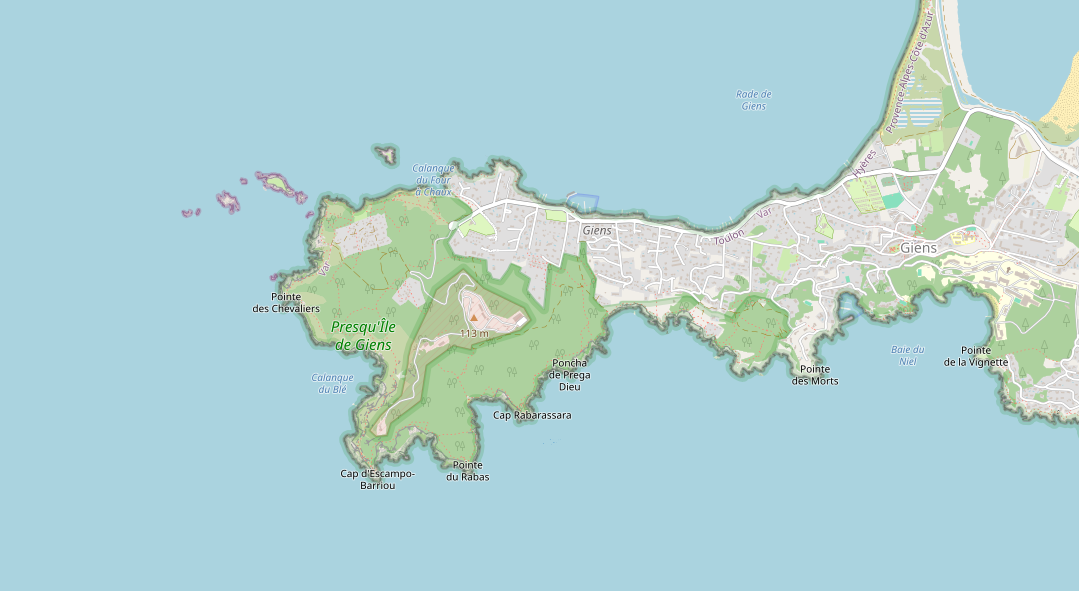 Provence-Alpes-Côte d'Azur
Rade de
Giens
Hyères
Calanque
du Four
à Chaux
Toulon
Var
Giens
Giens
Var
Pointe
des Chevaliers
Presqu'Île
de Giens
113 m
Calanque
du Blé
Poncha
de Prega
Dieu
Pointe
des Morts
Baie du
Niel
Pointe
de la Vignette
Cap Rabarassara
Pointe
du Rabas
Cap d'Escampo-
Barriou